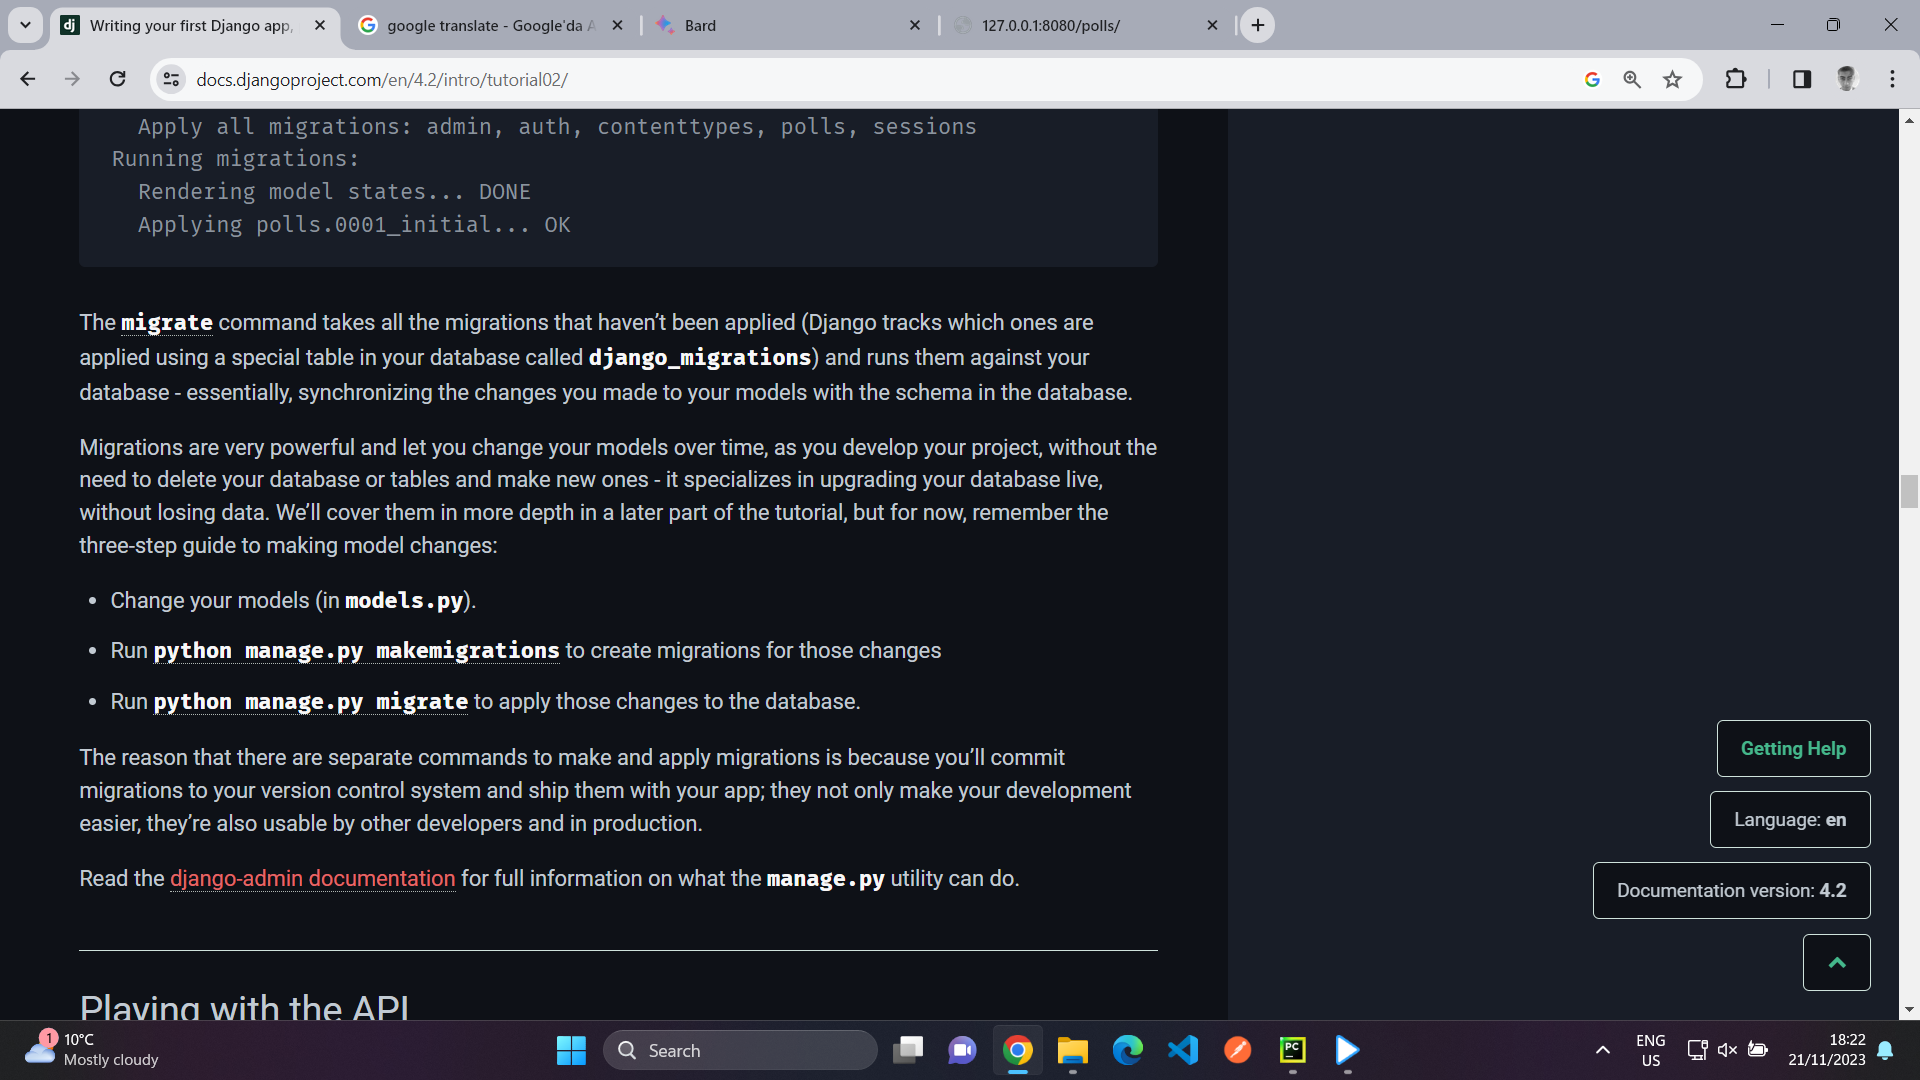 Writing your first Django app,
google translate - Google'da A
Bard
127.0.0.1:8080/polls/
docs.djangoproject.com/en/4.2/intro/tutorial02/
Apply all migrations: admin, auth, contenttypes, polls, sessions
Running migrations:
Rendering model states... DONE
Applying polls.0001_initial... OK
The migrate command takes all the migrations that haven’t been applied (Django tracks which ones are
applied using a special table in your database called django_migrations) and runs them against your
database - essentially, synchronizing the changes you made to your models with the schema in the database.
Migrations are very powerful and let you change your models over time, as you develop your project, without the
need to delete your database or tables and make new ones - it specializes in upgrading your database live,
without losing data. We’ll cover them in more depth in a later part of the tutorial, but for now, remember the
three-step guide to making model changes:
• Change your models (in models.py).
• Run python manage.py makemigrations to create migrations for those changes
• Run python manage.py migrate to apply those changes to the database.
The reason that there are separate commands to make and apply migrations is because you’ll commit
migrations to your version control system and ship them with your app; they not only make your development
easier, they’re also usable by other developers and in production.
Read the django-admin documentation for full information on what the manage.py utility can do.
Playing with the API
Getting Help
Language: en
Documentation version: 4.2
1
10°C
Mostly cloudy
Search
PC
ENG
US
18:22
21/11/2023